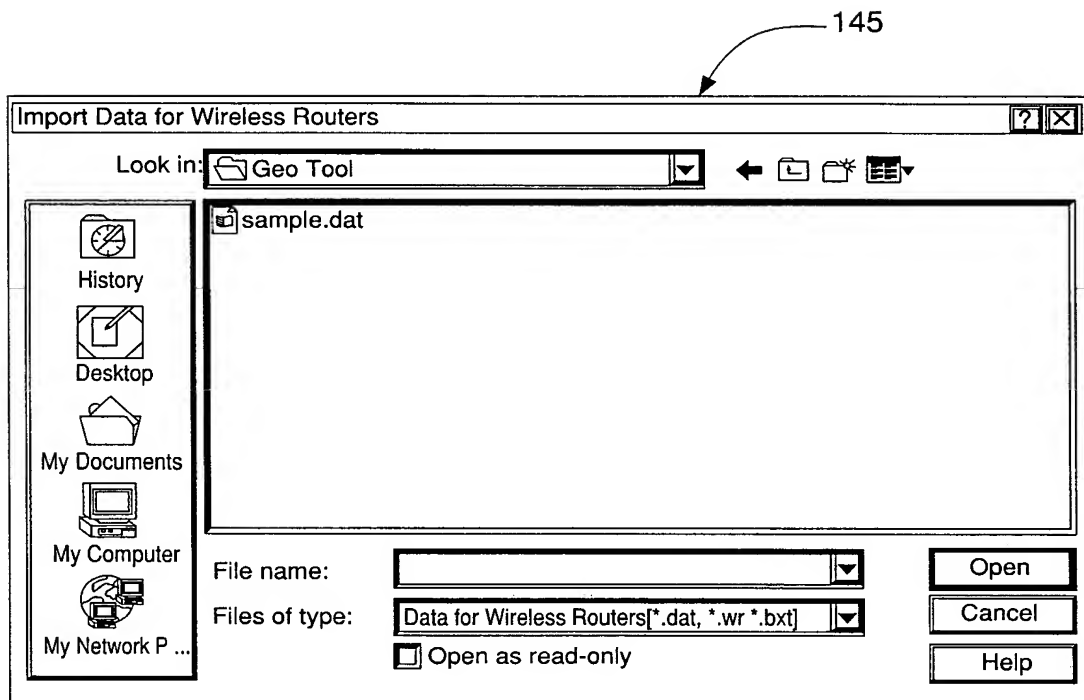 145
Import Data for Wireless Routers
?
Look in: Geo Tool
sample.dat
History
Desktop
My Documents
My Computer
My Network P ...
File name:
Files of type: Data for Wireless Routers[*.dat, *.wr *.bxt]
Open as read-only
Open
Cancel
Help